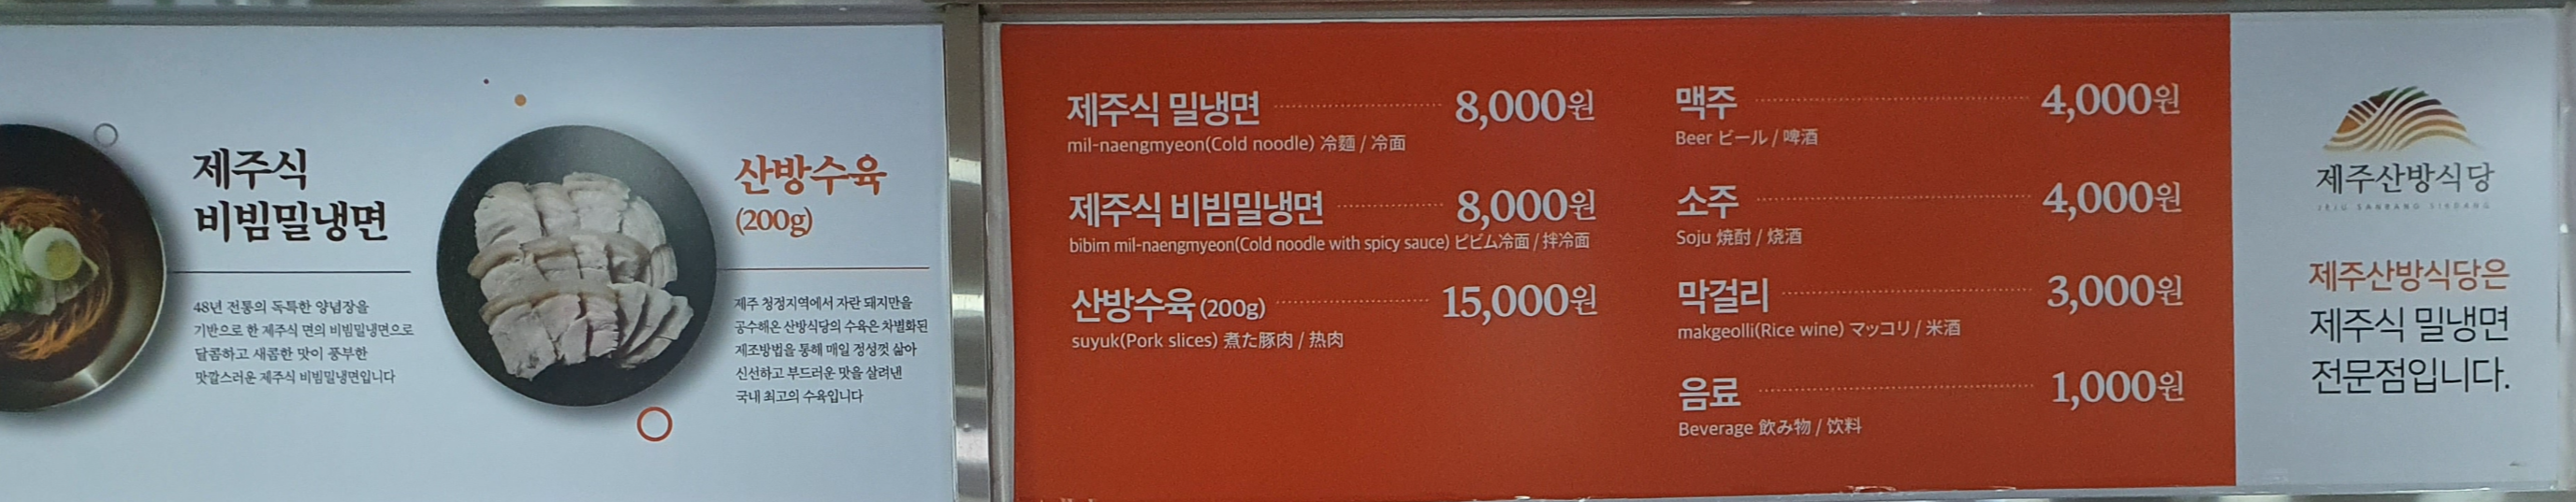 제주식
비빔밀냉면
48년 전통의 독특한 양념장을
기반으로 한 제주식 면의 비빔밀냉면으로
달콤하고 새콤한 맛이 풍부한
맛깔스러운 제주식 비빔밀냉면입니다
산방수육
(200g)
제주 청정지역에서 자란 돼지만을
공수해온 산방식당의 수육은 차별화된
제조방법을 통해 매일 정성껏 삶아
신선하고 부드러운 맛을 살려낸
국내 최고의 수육입니다
제주식 밀냉면 8,000원
mil-naengmyeon(Cold noodle) 冷麺 / 冷面
제주식 비빔밀냉면 8,000원
bibim mil-naengmyeon(Cold noodle with spicy sauce) ビビム冷面 / 拌冷面
산방수육 (200g) 15,000원
suyuk(Pork slices) 煮た豚肉 / 热肉
맥주 4,000원
Beer ビール / 啤酒
소주 4,000원
Soju 焼酎 / 烧酒
막걸리 3,000원
makgeolli(Rice wine) マッコリ / 米酒
음료 1,000원
Beverage 飲み物 / 饮料
제주산방식당
JEJU SANBANG SIKDANG
제주산방식당은
제주식 밀냉면
전문점입니다.